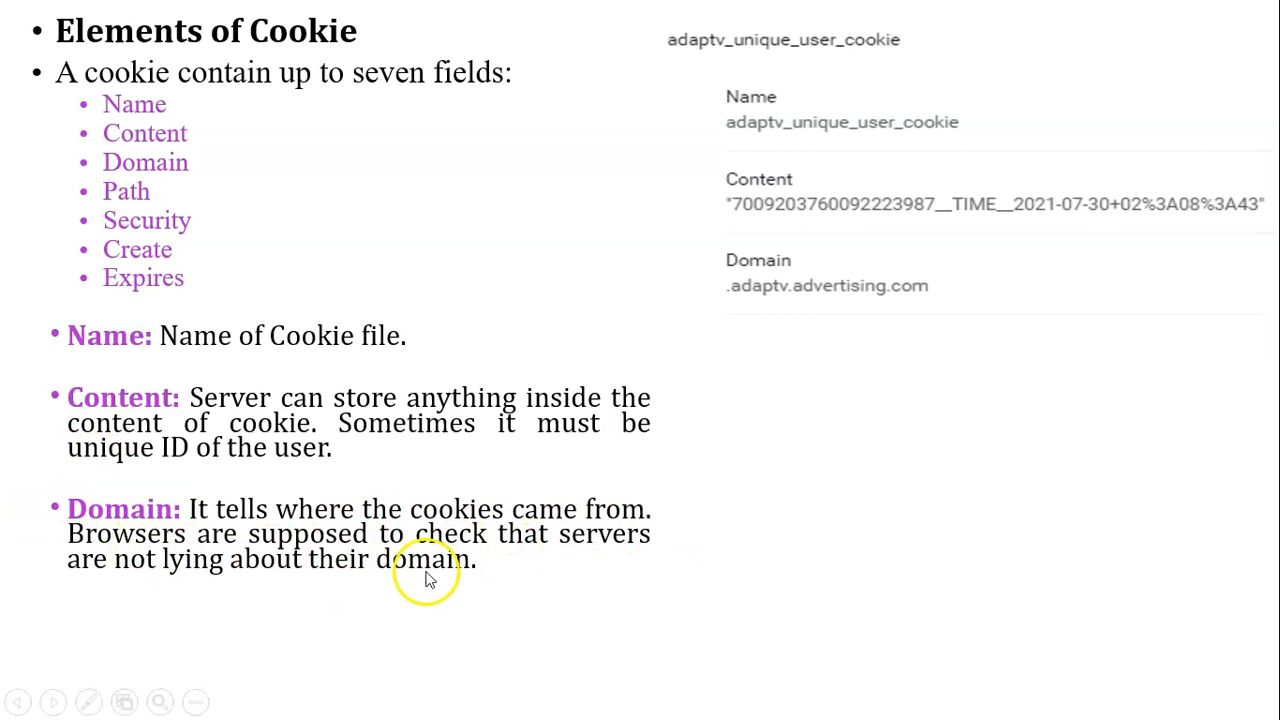 • Elements of Cookie
• A cookie contain up to seven fields:
• Name
• Content
• Domain
• Path
• Security
• Create
• Expires
• Name: Name of Cookie file.
• Content: Server can store anything inside the
content of cookie. Sometimes it must be
unique ID of the user.
• Domain: It tells where the cookies came from.
Browsers are supposed to check that servers
are not lying about their domain.
adaptv_unique_user_cookie
Name
adaptv_unique_user_cookie
Content
"7009203760092223987__TIME__2021-07-30+02%3A08%3A43"
Domain
.adaptv.advertising.com